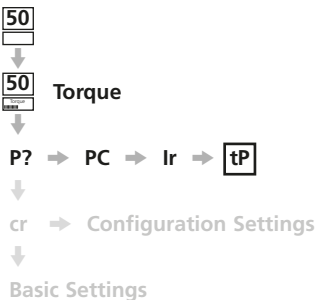 50
50 Torque
Torque
P? PC Ir tP
cr Configuration Settings
Basic Settings